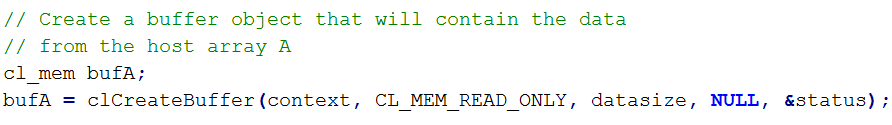 // Create a buffer object that will contain the data
// from the host array A
cl_mem bufA;
bufA = clCreateBuffer(context, CL_MEM_READ_ONLY, datasize, NULL, &status);